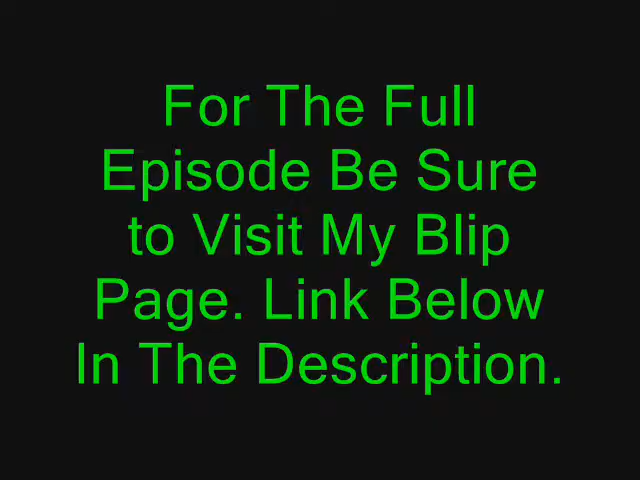 For The Full
Episode Be Sure
to Visit My Blip
Page. Link Below
In The Description.